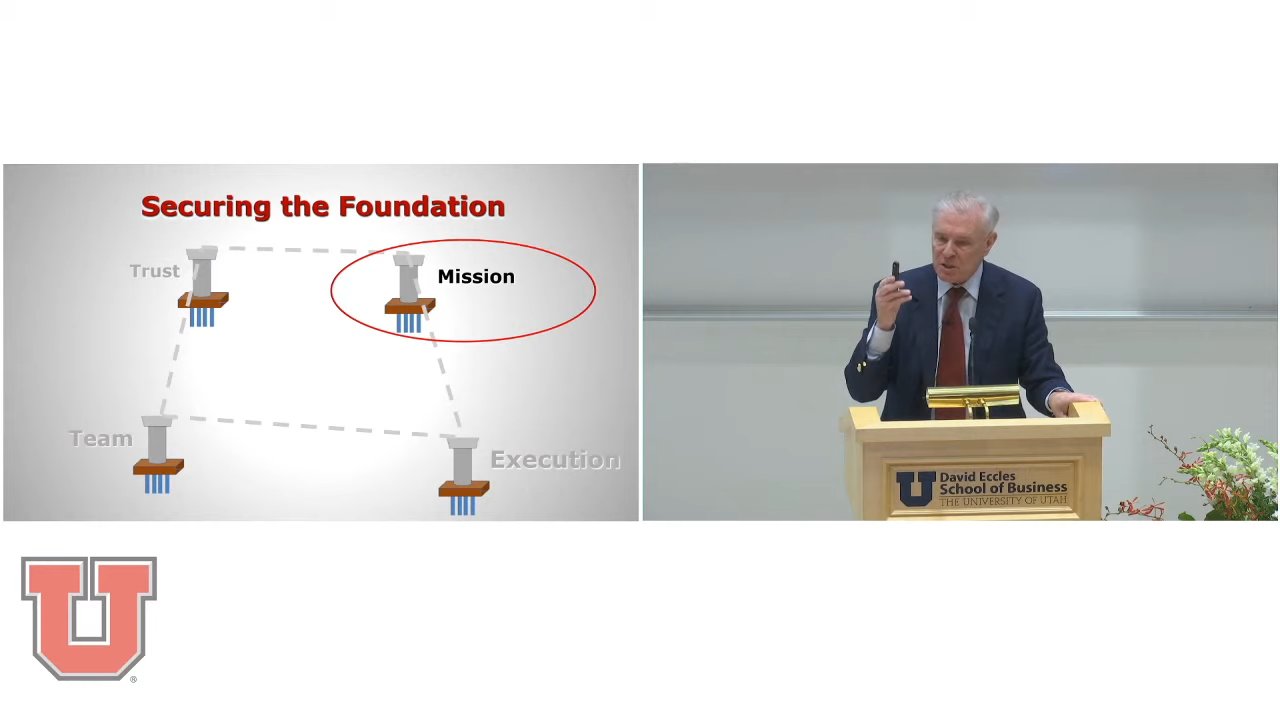 Securing the Foundation
Trust
Mission
Team
Execution
U
David Eccles
School of Business
THE UNIVERSITY OF UTAH
U
®